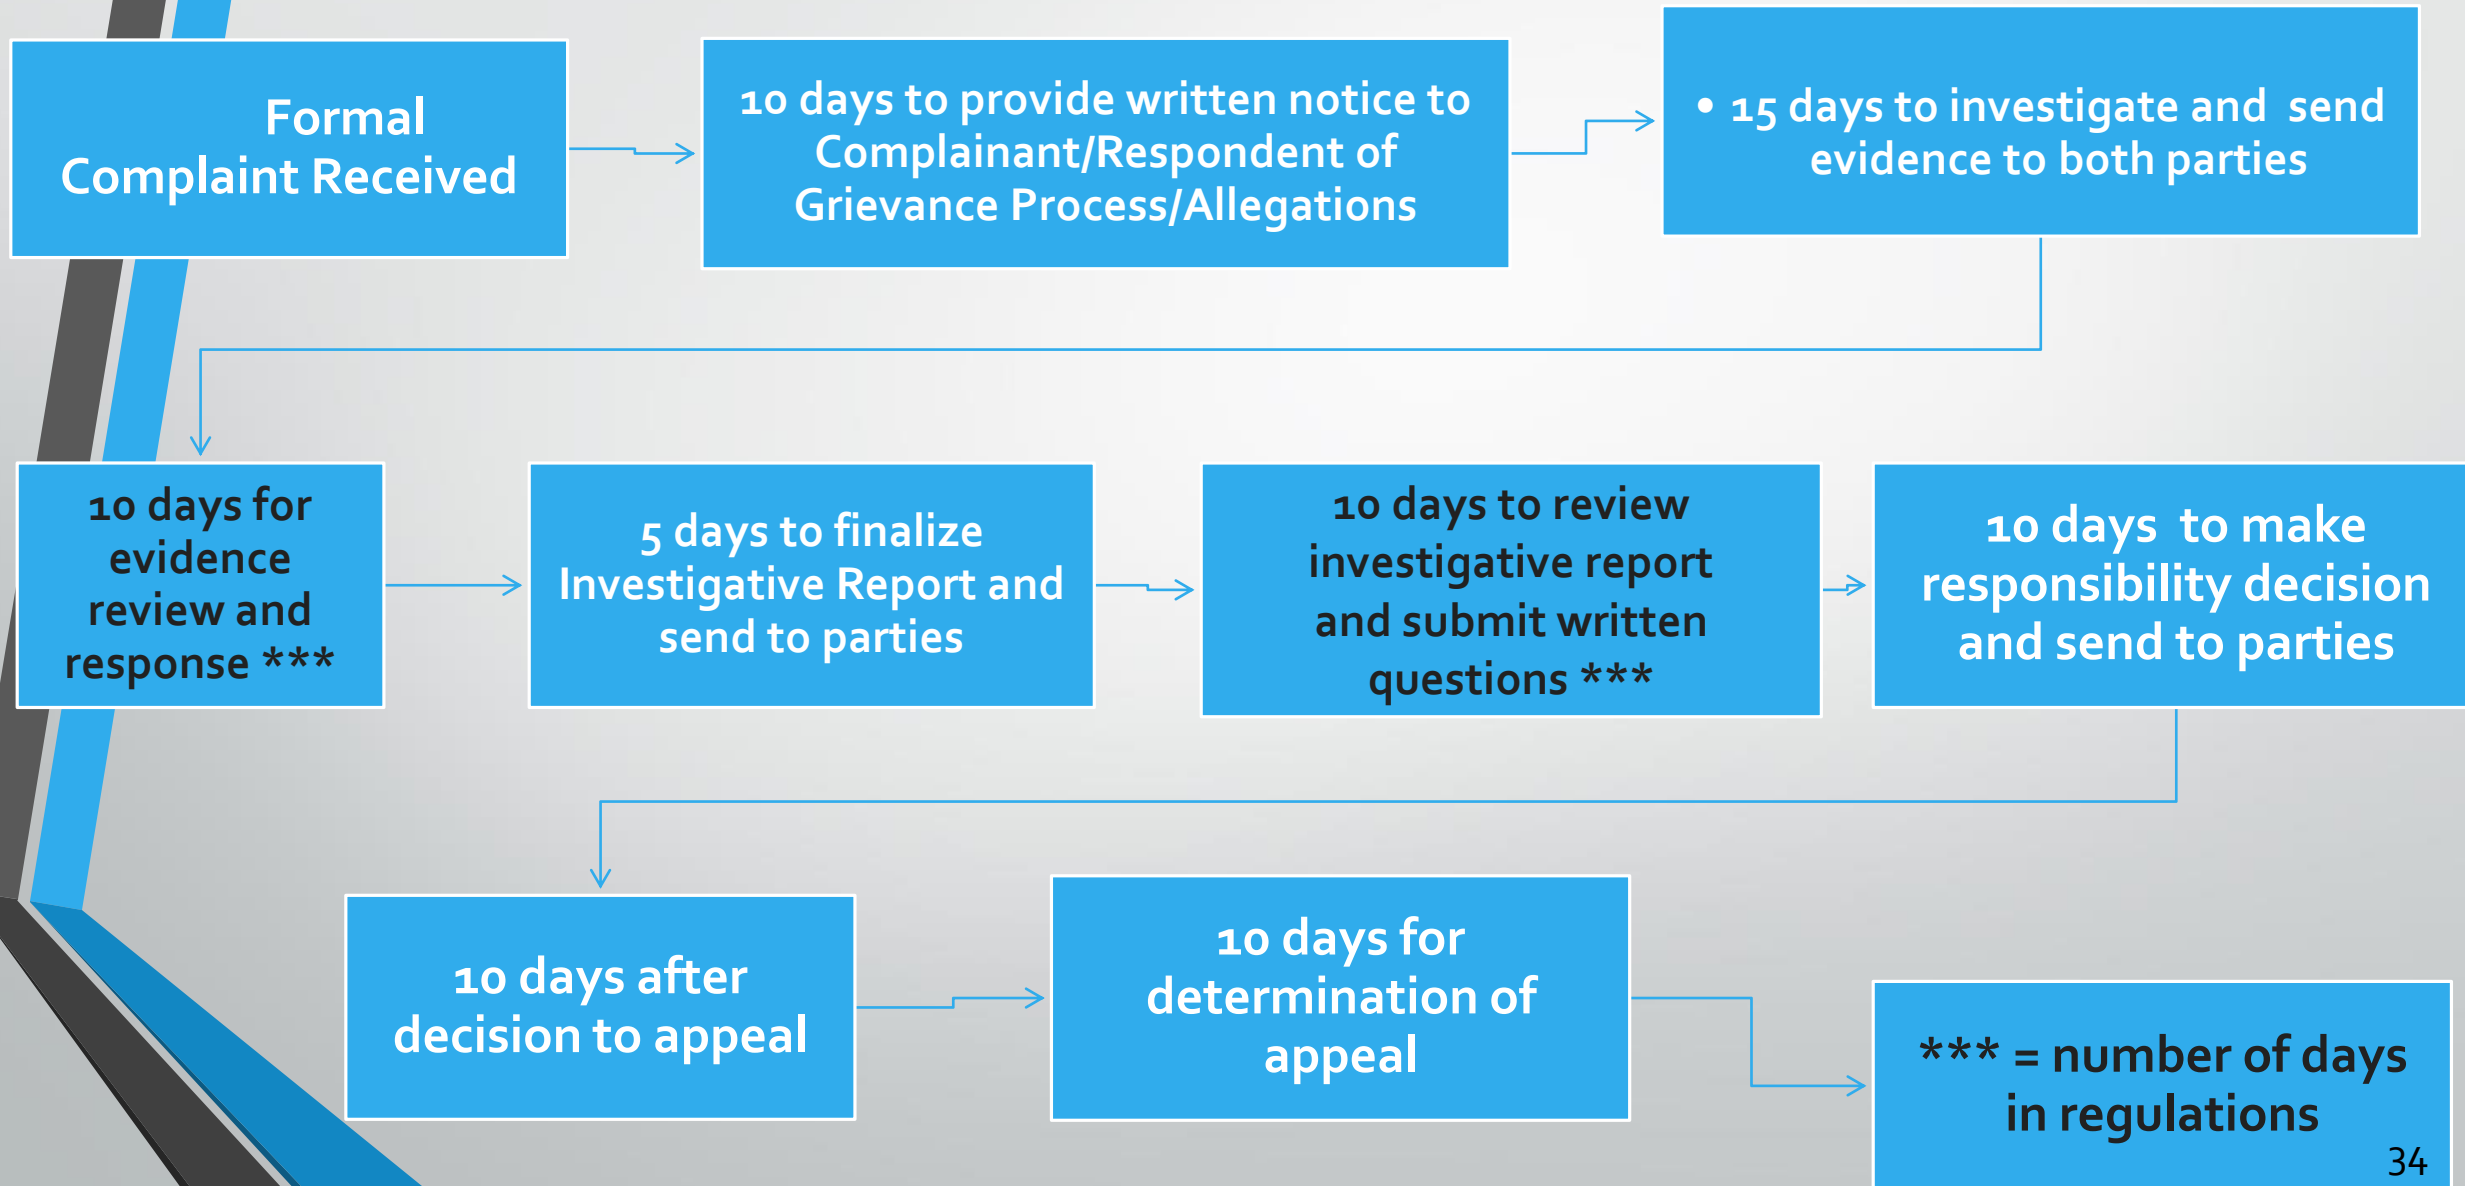 Formal
Complaint Received
10 days to provide written notice to
Complainant/Respondent of
Grievance Process/Allegations
• 15 days to investigate and send
evidence to both parties
10 days for
evidence
review and
response ***
5 days to finalize
Investigative Report and
send to parties
10 days to review
investigative report
and submit written
questions ***
10 days to make
responsibility decision
and send to parties
10 days after
decision to appeal
10 days for
determination of
appeal
*** = number of days
in regulations
34